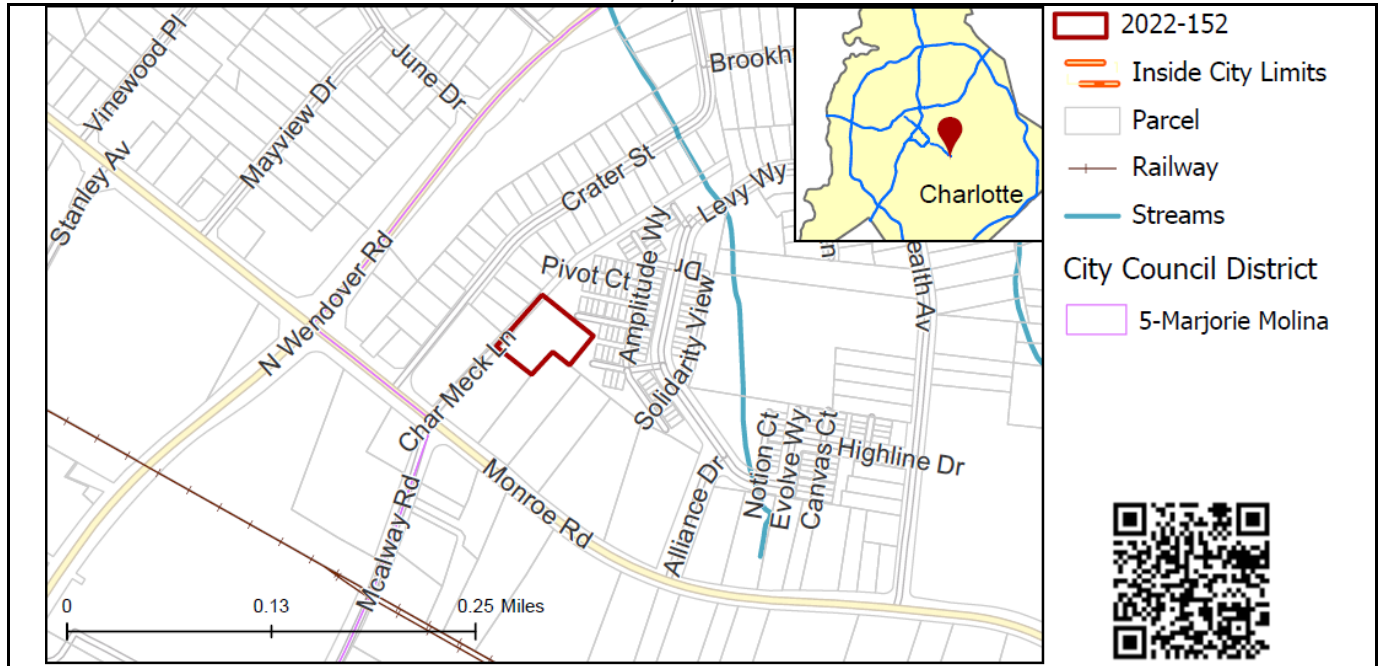 Vinewood Pl
June Dr
Mayview Dr
Stanley Av
Brookh
Crater St
Levy Wy
Charlotte
N Wendover Rd
Pivot Ct
Dr
Amplitude Wy
Solidarity View
ealth Av
Char Meck Ln
Monroe Rd
Mcalway Rd
Alliance Dr
Notion Ct
Evolve Wy
Canvas Ct
Highline Dr
0 0.13 0.25 Miles
2022-152
Inside City Limits
Parcel
Railway
Streams
City Council District
5-Marjorie Molina